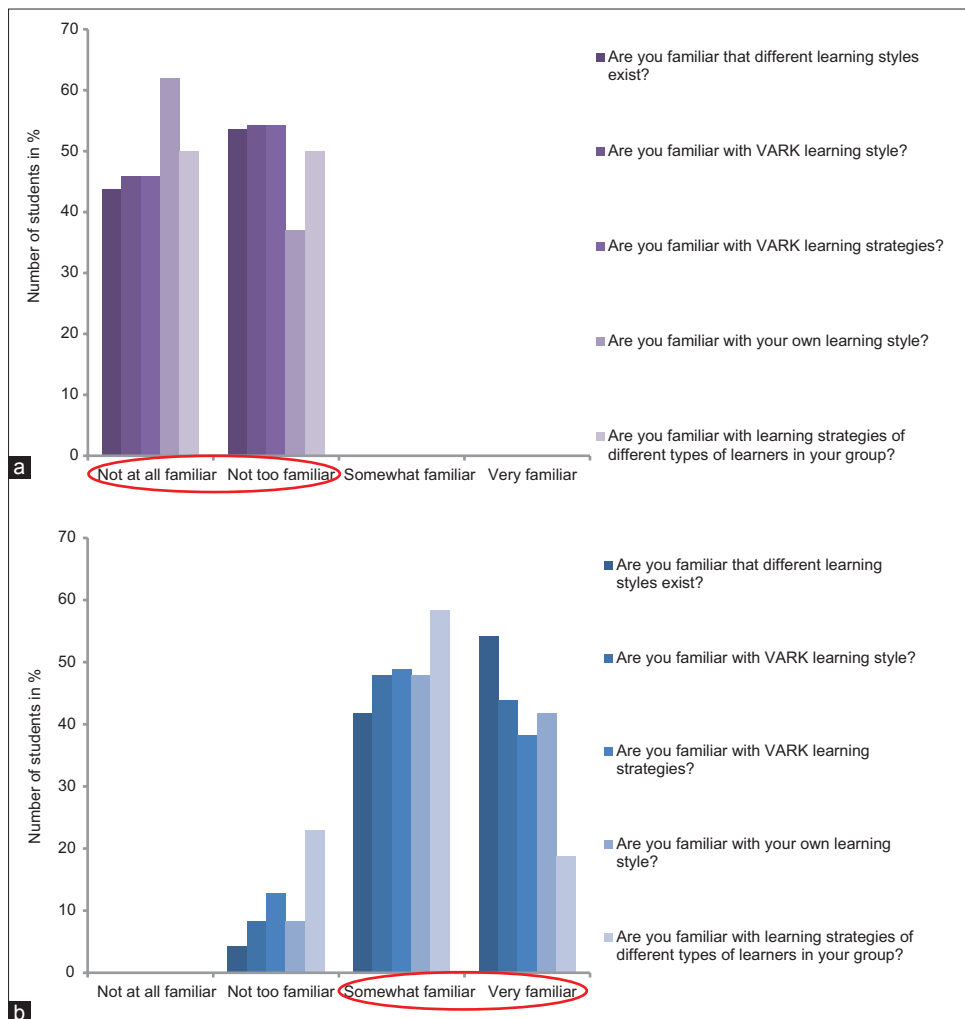 70
60
50
40
30
20
10
0
Number of students in %
Not at all familiar
Not too familiar
Somewhat familiar
Very familiar
Are you familiar that different learning styles
exist?
Are you familiar with VARK learning style?
Are you familiar with VARK learning strategies?
Are you familiar with your own learning style?
Are you familiar with learning strategies of
different types of learners in your group?
a
70
60
50
40
30
20
10
0
Number of students in %
Not at all familiar
Not too familiar
Somewhat familiar
Very familiar
Are you familiar that different learning
styles exist?
Are you familiar with VARK learning style?
Are you familiar with VARK learning
strategies?
Are you familiar with your own learning
style?
Are you familiar with learning strategies of
different types of learners in your group?
b